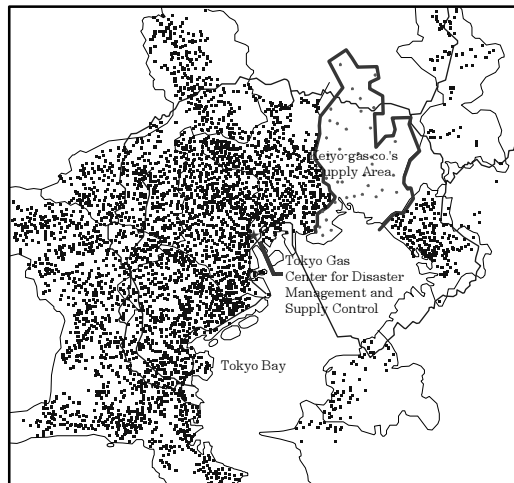 Keiyo-gas co.'s
Supply Area
Tokyo Gas
Center for Disaster
Management and
Supply Control
Tokyo Bay